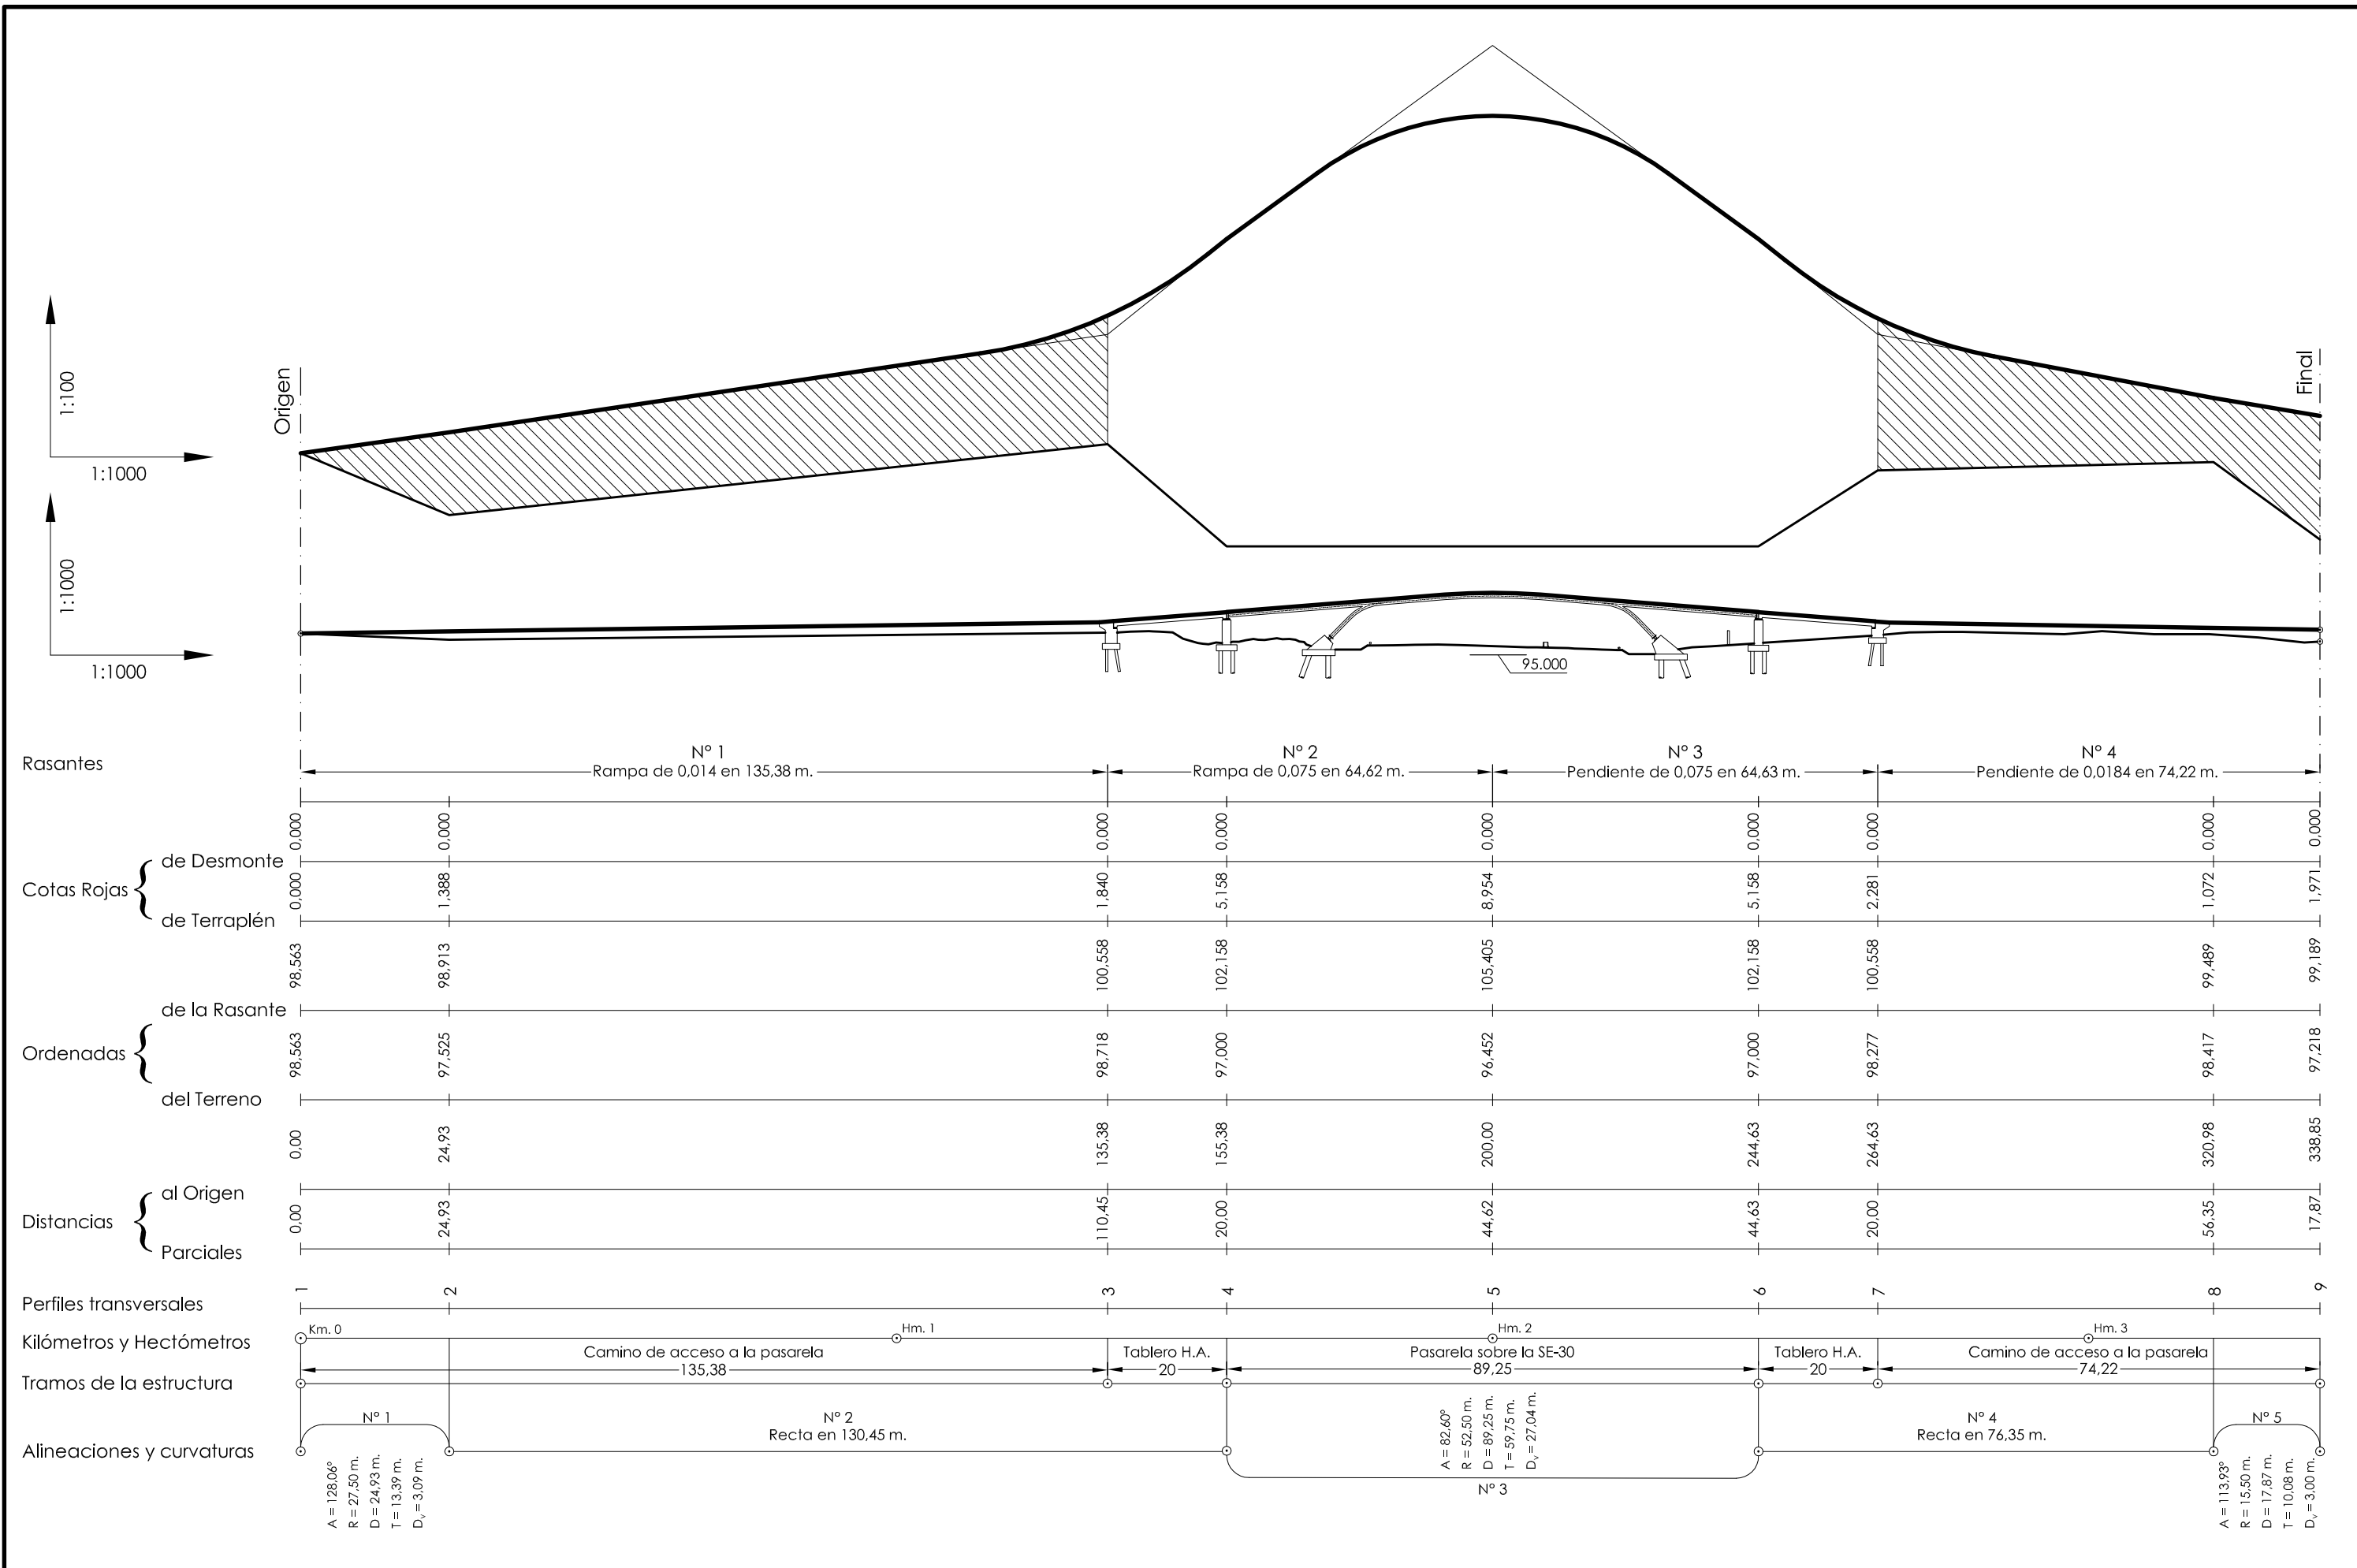 Origen
Final
1:100
1:1000
1:1000
1:1000
95.000
Rasantes
Nº 1
Rampa de 0,014 en 135,38 m.
Nº 2
Rampa de 0,075 en 64,62 m.
Nº 3
Pendiente de 0,075 en 64,63 m.
Nº 4
Pendiente de 0,0184 en 74,22 m.
Cotas Rojas
de Desmonte
0,000 0,000 0,000 0,000 0,000 0,000 0,000 0,000 0,000
de Terraplén
0,000 1,388 1,840 5,158 8,954 5,158 2,281 1,072 1,971
Ordenadas
de la Rasante
98,563 98,913 100,558 102,158 105,405 102,158 100,558 99,489 99,189
del Terreno
98,563 97,525 98,718 97,000 96,452 97,000 98,277 98,417 97,218
Distancias
al Origen
0,00 24,93 135,38 155,38 200,00 244,63 264,63 320,98 338,85
Parciales
0,00 24,93 110,45 20,00 44,62 44,63 20,00 56,35 17,87
Perfiles transversales
1 2 3 4 5 6 7 8 9
Kilómetros y Hectómetros
Km. 0 Hm. 1 Hm. 2 Hm. 3
Tramos de la estructura
Camino de acceso a la pasarela
135,38
Tablero H.A.
20
Pasarela sobre la SE-30
89,25
Tablero H.A.
20
Camino de acceso a la pasarela
74,22
Alineaciones y curvaturas
Nº 1
A = 128,06º
R = 27,50 m.
D = 24,93 m.
T = 13,39 m.
Dv = 3,09 m.
Nº 2
Recta en 130,45 m.
A = 82,60º
R = 52,50 m.
D = 89,25 m.
T = 59,75 m.
Dv = 27,04 m.
Nº 3
Nº 4
Recta en 76,35 m.
Nº 5
A = 113,93º
R = 15,50 m.
D = 17,87 m.
T = 10,08 m.
Dv = 3,00 m.